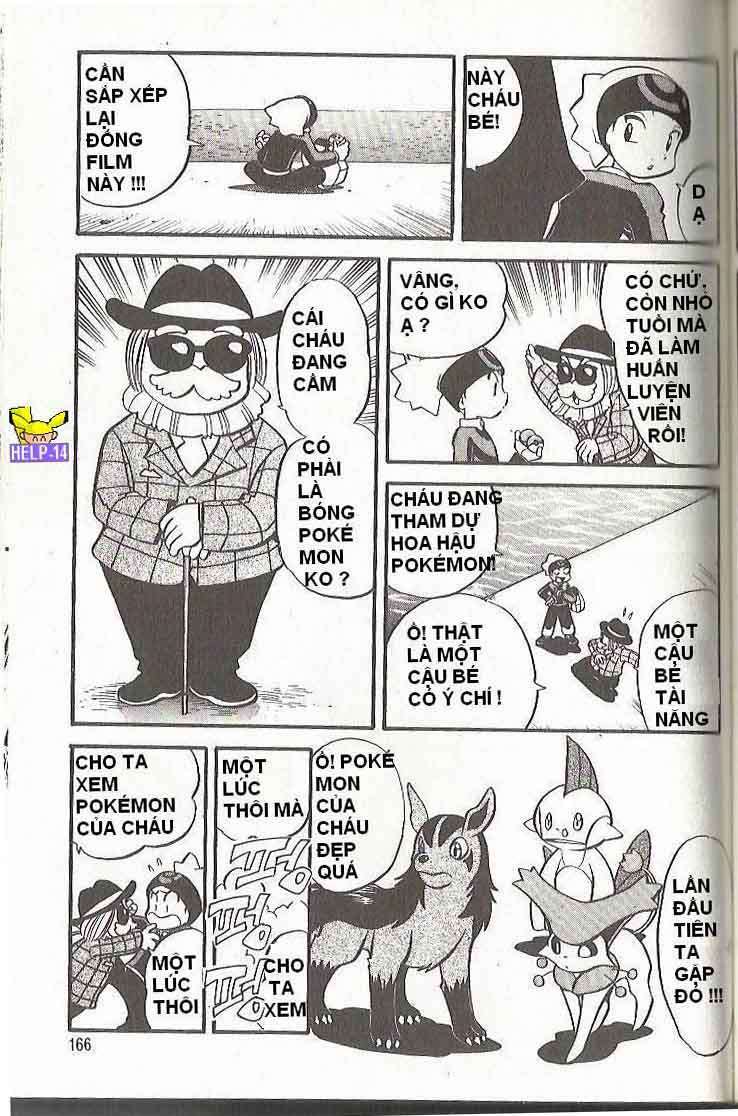 CẦN
SẮP XẾP
LẠI
ĐỐNG
FILM
NÀY !!!
NÀY
CHÁU
BÉ!
DẠ
CÁI
CHÁU
ĐANG
CẦM
CÓ
PHẢI
LÀ
BÓNG
POKÉ
MON
KO ?
VÂNG,
CÓ GÌ KO
Ạ ?
CÓ CHỨ,
CÒN NHỎ
TUỔI MÀ
ĐÃ LÀM
HUẤN
LUYỆN
VIÊN
RỒI!
CHÁU ĐANG
THAM DỰ
HOA HẬU
POKÉMON!
Ồ! THẬT
LÀ MỘT
CẬU BÉ
CÓ Ý CHÍ !
MỘT
CẬU
BÉ
TÀI
NĂNG
HELP-14
CHO TA
XEM
POKÉMON
CỦA CHÁU
MỘT
LÚC
THÔI
MỘT
LÚC
THÔI MÀ
펑
펑
펑
CHO
TA
XEM
Ồ! POKÉ
MON
CỦA
CHÁU
ĐẸP
QUÁ
LẦN
ĐẦU
TIÊN
TA
GẶP
ĐÓ !!!
166